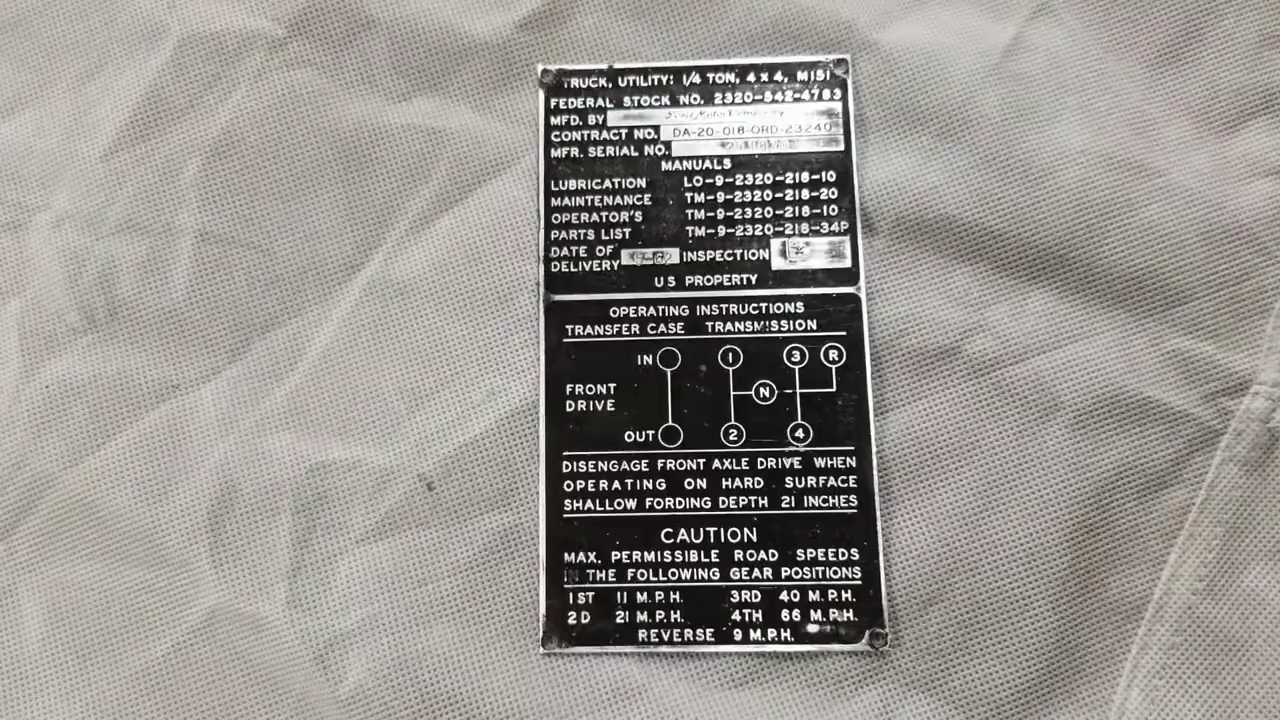 TRUCK, UTILITY: 1/4 TON, 4 x 4, M151
FEDERAL STOCK NO. 2320-542-4783
MFD. BY
CONTRACT NO. DA-20-018-ORD-23240
MFR. SERIAL NO.
MANUALS
LUBRICATION LO-9-2320-218-10
MAINTENANCE TM-9-2320-218-20
OPERATOR'S TM-9-2320-218-10
PARTS LIST TM-9-2320-218-34P
DATE OF DELIVERY INSPECTION
US PROPERTY
OPERATING INSTRUCTIONS
TRANSFER CASE TRANSMISSION
IN 1 3 R
FRONT DRIVE N
OUT 2 4
DISENGAGE FRONT AXLE DRIVE WHEN
OPERATING ON HARD SURFACE
SHALLOW FORDING DEPTH 21 INCHES
CAUTION
MAX. PERMISSIBLE ROAD SPEEDS
IN THE FOLLOWING GEAR POSITIONS
1ST 11 M.P.H. 3RD 40 M.P.H.
2D 21 M.P.H. 4TH 66 M.P.H.
REVERSE 9 M.P.H.